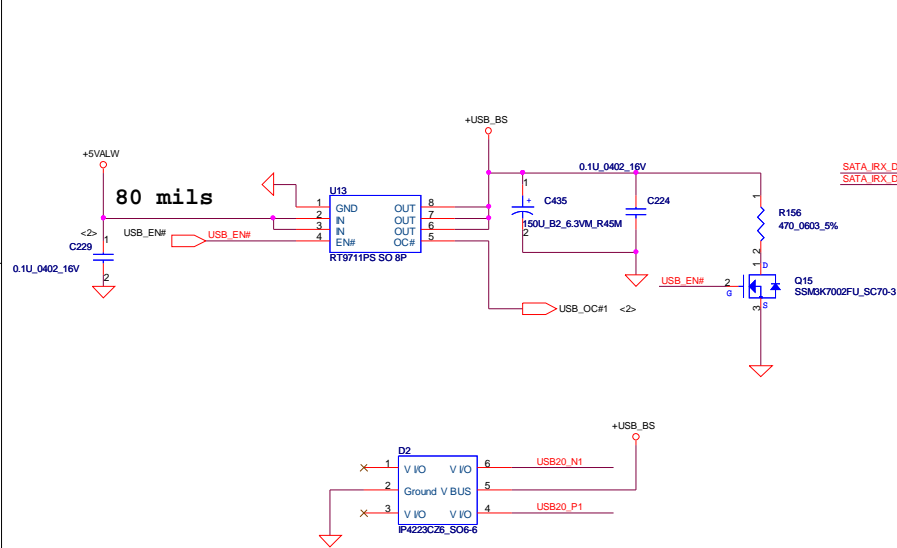 +USB_BS
+5VALW
80 mils
0.1U_0402_16V
SATA_IRX_D
SATA_IRX_D
U13
1 GND OUT 8
2 IN OUT 7
3 IN OUT 6
4 EN# OC# 5
RT9711PS SO 8P
<2>
USB_EN#
USB_EN#
1
C229
0.1U_0402_16V
2
1
+
C435
150U_B2_6.3VM_R45M
2
C224
1
R156
470_0603_5%
2
USB_EN#
2
G
1
D
Q15
SSM3K7002FU_SC70-3
3
S
USB_OC#1 <2>
+USB_BS
D2
1 V I/O V I/O 6
USB20_N1
2 Ground V BUS 5
3 V I/O V I/O 4
USB20_P1
IP4223CZ6_SO6-6